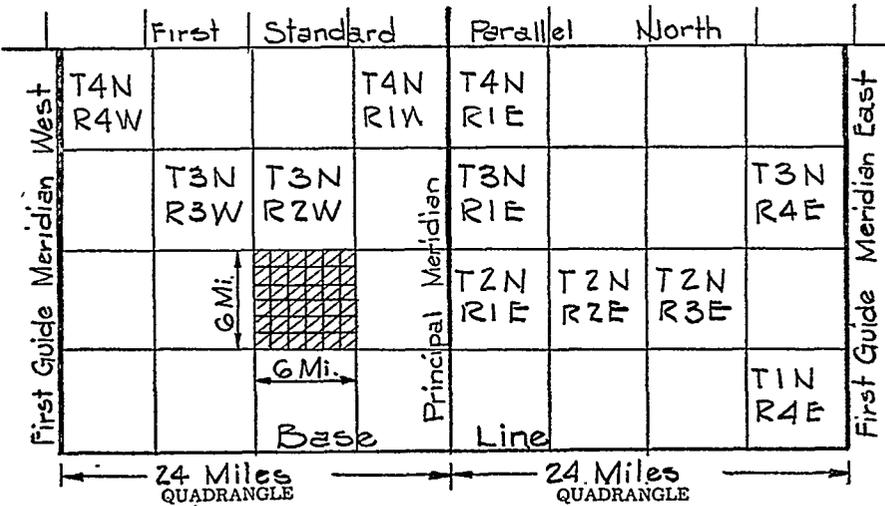 First Standard Parallel North
First Guide Meridian West
T4N
R4W
T4N
R1W
T4N
R1E
T3N
R3W
T3N
R2W
Principal Meridian
T3N
R1E
T3N
R4E
First Guide Meridian East
6 Mi.
6 Mi.
T2N
R1E
T2N
R2E
T2N
R3E
T1N
R4E
Base Line
24 Miles
QUADRANGLE
24 Miles
QUADRANGLE